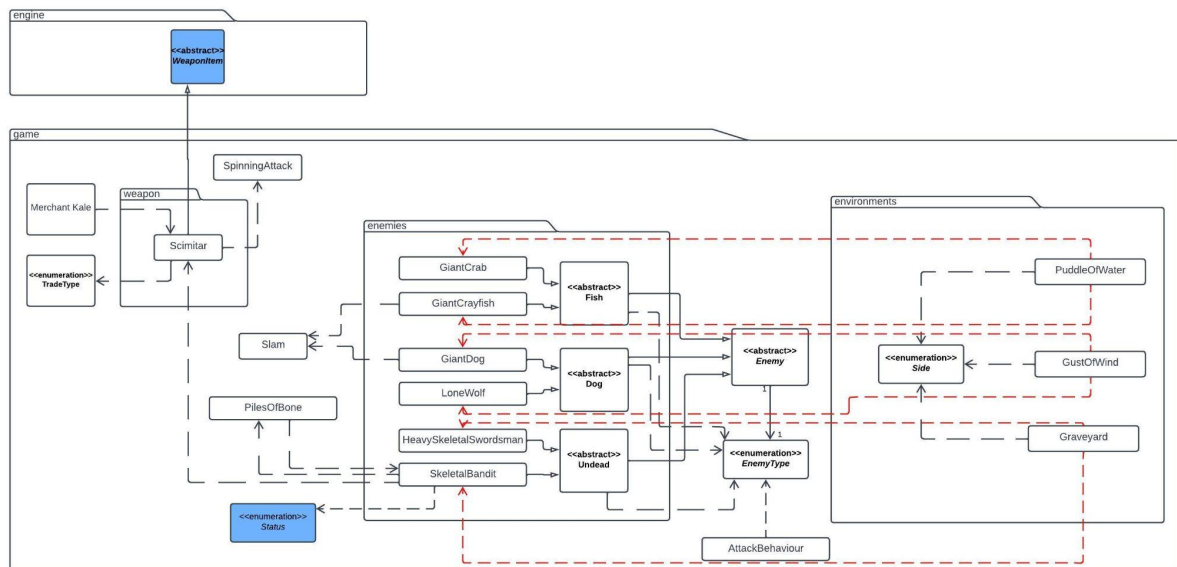 engine
<<abstract>>
WeaponItem
game
SpinningAttack
Merchant Kale
weapon
Scimitar
<<enumeration>>
TradeType
enemies
GiantCrab
<<abstract>>
Fish
GiantCrayfish
Slam
GiantDog
<<abstract>>
Dog
LoneWolf
PilesOfBone
HeavySkeletalSwordsman
<<abstract>>
Undead
SkeletalBandit
<<enumeration>>
Status
<<abstract>>
Enemy
1
1
<<enumeration>>
EnemyType
AttackBehaviour
environments
PuddleOfWater
<<enumeration>>
Side
GustOfWind
Graveyard